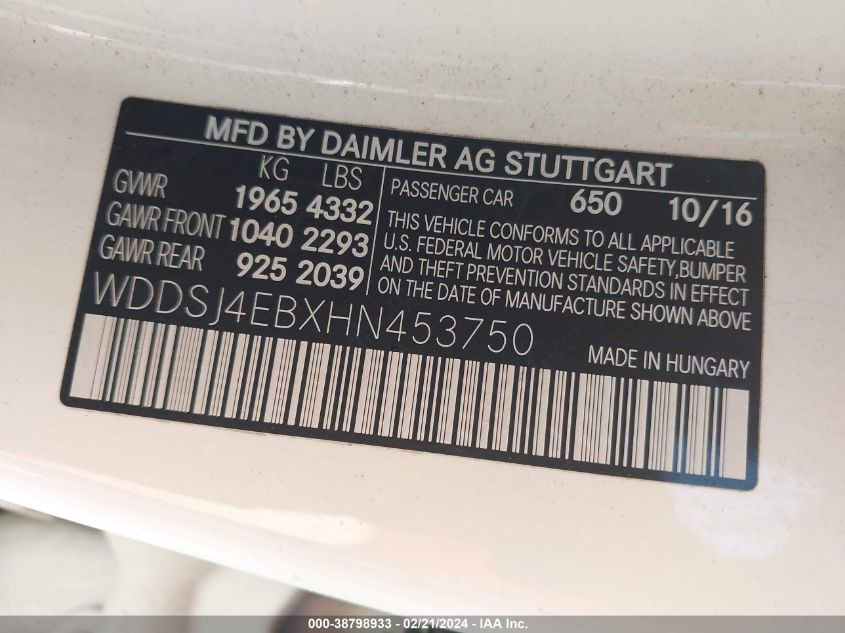 MFD BY DAIMLER AG STUTTGART
KG LBS
GVWR 1965 4332
GAWR FRONT 1040 2293
GAWR REAR 925 2039
PASSENGER CAR 650 10/16
THIS VEHICLE CONFORMS TO ALL APPLICABLE
U.S. FEDERAL MOTOR VEHICLE SAFETY, BUMPER
AND THEFT PREVENTION STANDARDS IN EFFECT
ON THE DATE OF MANUFACTURE SHOWN ABOVE
WDDSJ4EBXHN453750
MADE IN HUNGARY
000-38798933 - 02/21/2024 - IAA Inc.